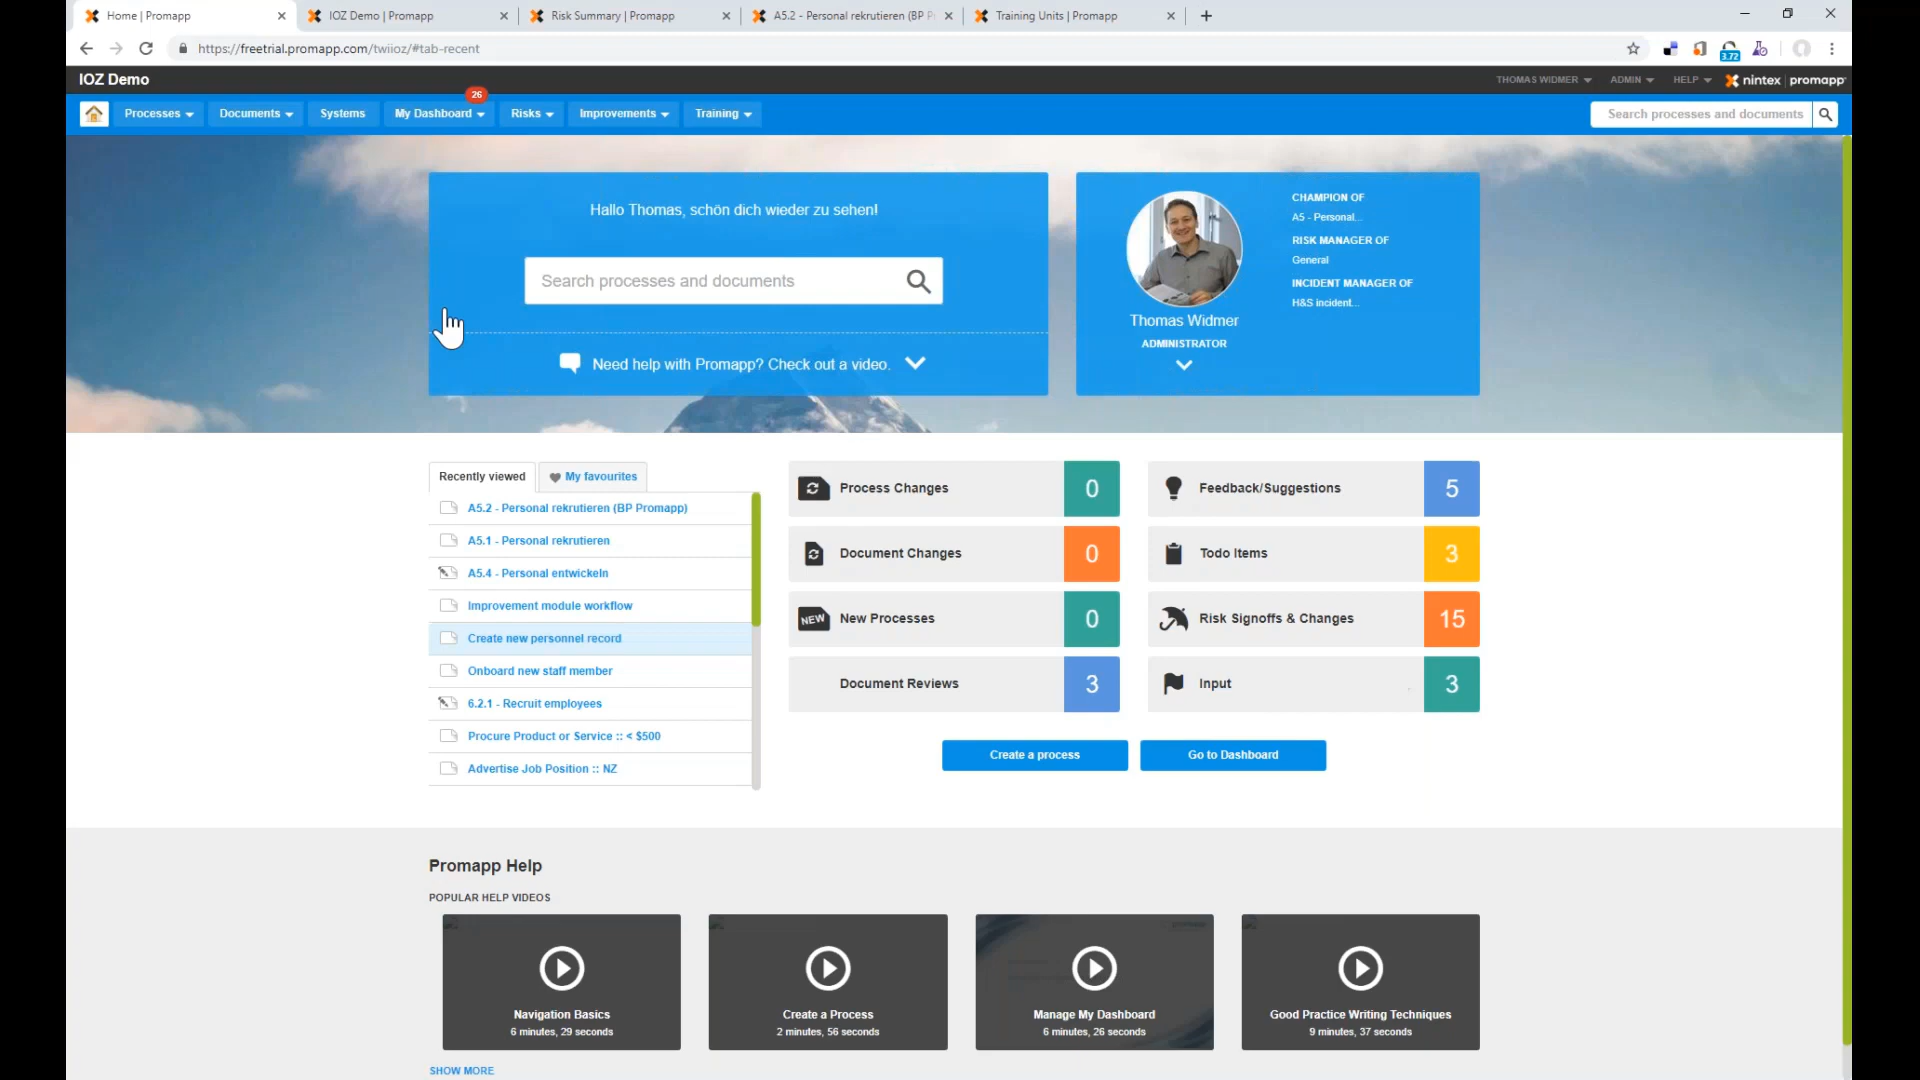 Home | Promapp
IOZ Demo | Promapp
Risk Summary | Promapp
A5.2 - Personal rekrutieren (BP P
Training Units | Promapp
https://freetrial.promapp.com/twiioz/#tab-recent
3.72
IOZ Demo
THOMAS WIDMER
ADMIN
HELP
nintex | promapp
Processes
Documents
Systems
My Dashboard
26
Risks
Improvements
Training
Search processes and documents
Hallo Thomas, schön dich wieder zu sehen!
Search processes and documents
Need help with Promapp? Check out a video.
Thomas Widmer
ADMINISTRATOR
CHAMPION OF
A5 - Personal...
RISK MANAGER OF
General
INCIDENT MANAGER OF
H&S incident...
Recently viewed
My favourites
A5.2 - Personal rekrutieren (BP Promapp)
A5.1 - Personal rekrutieren
A5.4 - Personal entwickeln
Improvement module workflow
Create new personnel record
Onboard new staff member
6.2.1 - Recruit employees
Procure Product or Service :: < $500
Advertise Job Position :: NZ
Process Changes 0
Feedback/Suggestions 5
Document Changes 0
Todo Items 3
NEW New Processes 0
Risk Signoffs & Changes 15
Document Reviews 3
Input 3
Create a process
Go to Dashboard
Promapp Help
POPULAR HELP VIDEOS
Navigation Basics
6 minutes, 29 seconds
Create a Process
2 minutes, 56 seconds
Manage My Dashboard
6 minutes, 26 seconds
Good Practice Writing Techniques
9 minutes, 37 seconds
SHOW MORE